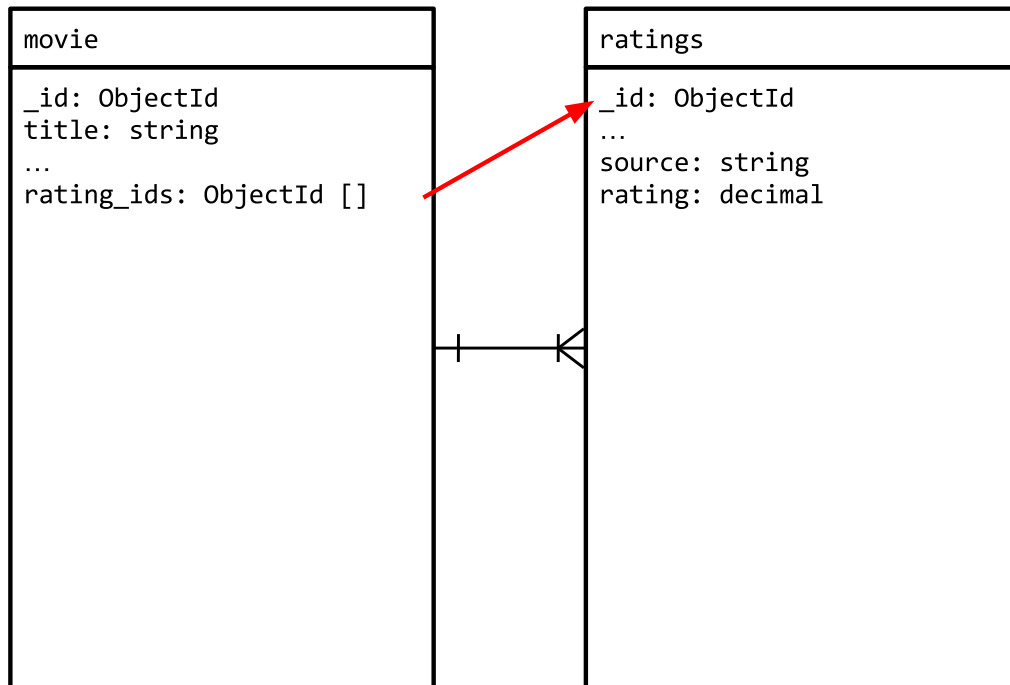 movie
_id: ObjectId
title: string
...
rating_ids: ObjectId []
ratings
_id: ObjectId
...
source: string
rating: decimal